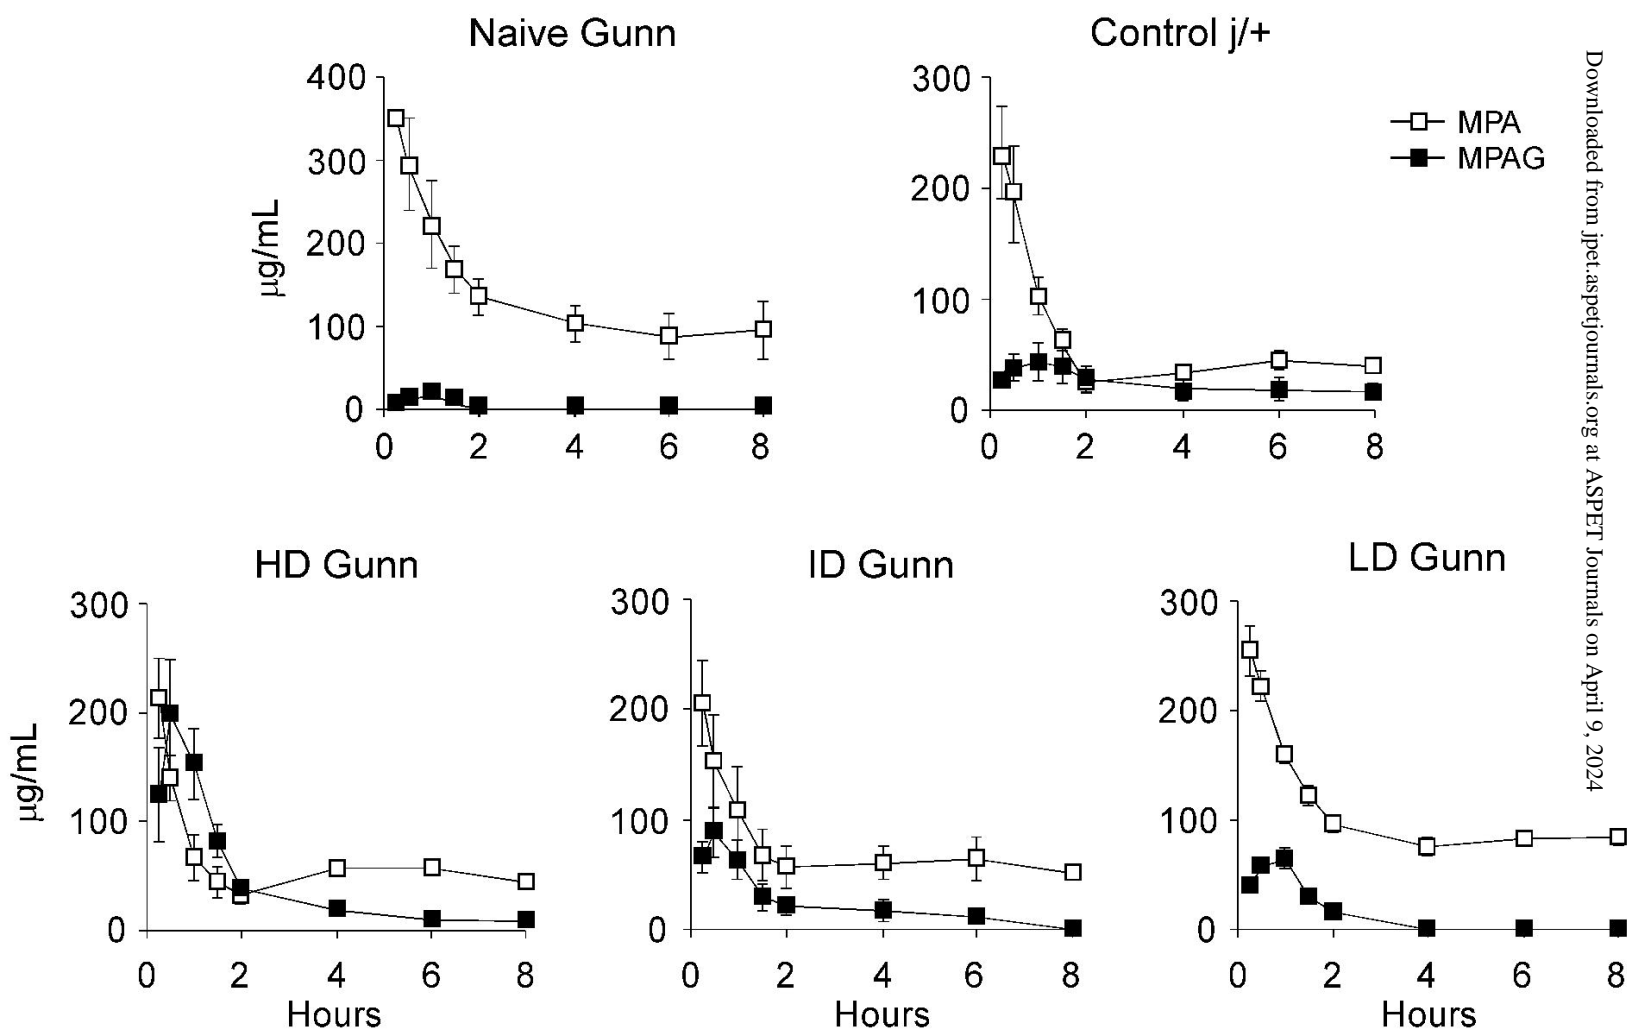 Naive Gunn
400
300
200
100
0
0 2 4 6 8
µg/mL
Control j/+
300
200
100
0
0 2 4 6 8
MPA
MPAG
HD Gunn
300
200
100
0
0 2 4 6 8
µg/mL
Hours
ID Gunn
300
200
100
0
0 2 4 6 8
Hours
LD Gunn
300
200
100
0
0 2 4 6 8
Hours
Downloaded from jpet.aspetjournals.org at ASPET Journals on April 9, 2024